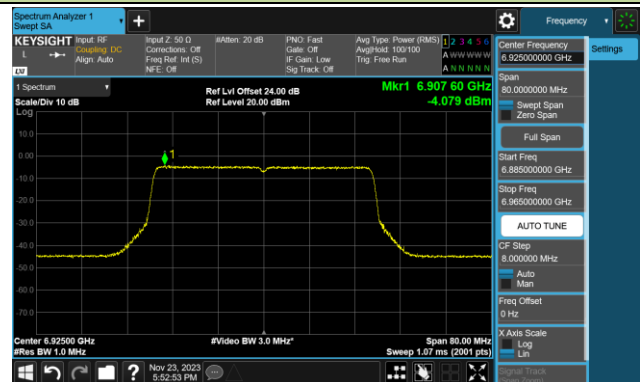 Spectrum Analyzer 1
Swept SA
Frequency
KEYSIGHT
L
LXI
Input: RF
Coupling: DC
Align: Auto
Input Z: 50 Ω
Corrections: Off
Freq Ref: Int (S)
NFE: Off
#Atten: 20 dB
PNO: Fast
Gate: Off
IF Gain: Low
Sig Track: Off
Avg Type: Power (RMS)
Avg|Hold: 100/100
Trig: Free Run
1 2 3 4 5 6
A W W W W W
A N N N N N
1 Spectrum
Scale/Div 10 dB
Log
Ref Lvl Offset 24.00 dB
Ref Level 20.00 dBm
Mkr1 6.907 60 GHz
-4.079 dBm
10.0
0.00
-10.0
-20.0
-30.0
-40.0
-50.0
-60.0
-70.0
1
Center 6.92500 GHz
#Res BW 1.0 MHz
#Video BW 3.0 MHz*
Span 80.00 MHz
Sweep 1.07 ms (2001 pts)
Nov 23, 2023
5:52:53 PM
Center Frequency
6.925000000 GHz
Settings
Span
80.0000000 MHz
Swept Span
Zero Span
Full Span
Start Freq
6.885000000 GHz
Stop Freq
6.965000000 GHz
AUTO TUNE
CF Step
8.000000 MHz
Auto
Man
Freq Offset
0 Hz
X Axis Scale
Log
Lin
Signal Track